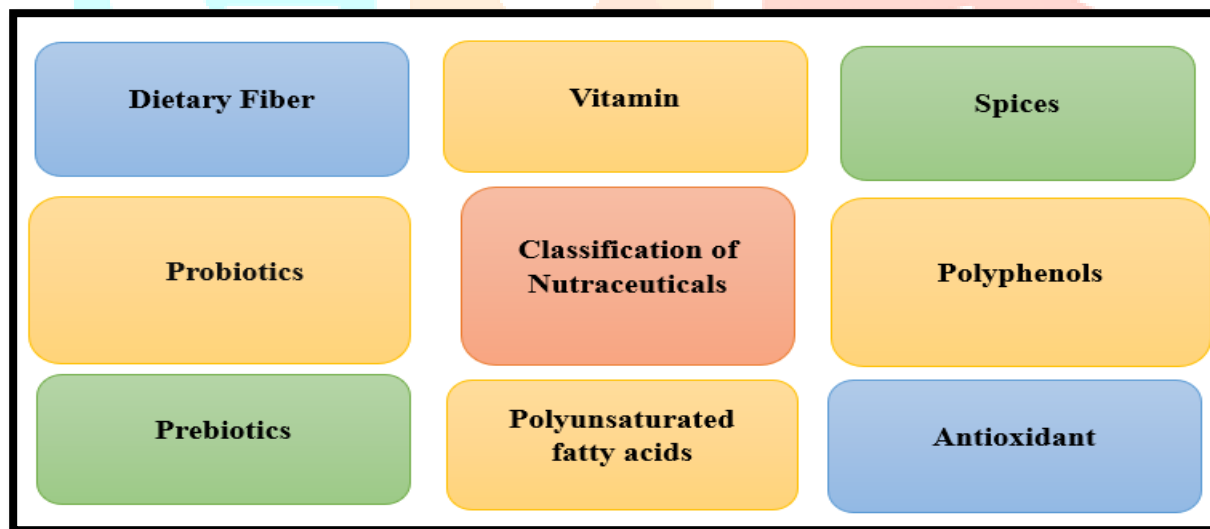 Dietary Fiber
Vitamin
Spices
Probiotics
Classification of
Nutraceuticals
Polyphenols
Prebiotics
Polyunsaturated
fatty acids
Antioxidant